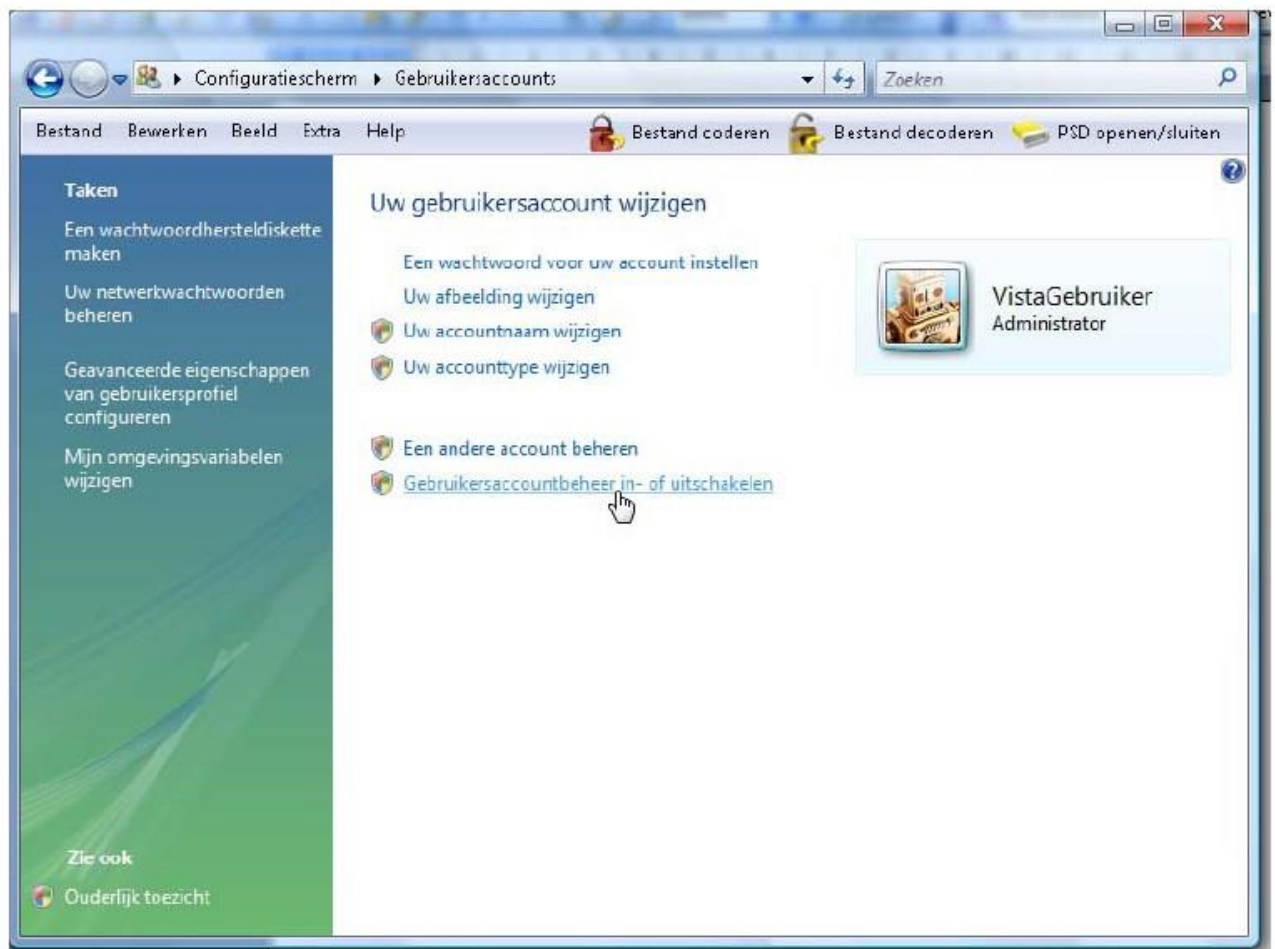 Configuratiescherm Gebruikersaccounts
Zoeken
Bestand Bewerken Beeld Extra Help
Bestand coderen Bestand decoderen PSD openen/sluiten
Taken
Een wachtwoordhersteldiskette
maken
Uw netwerkwachtwoorden
beheren
Geavanceerde eigenschappen
van gebruikersprofiel
configureren
Mijn omgevingsvariabelen
wijzigen
Zie ook
Ouderlijk toezicht
Uw gebruikersaccount wijzigen
Een wachtwoord voor uw account instellen
Uw afbeelding wijzigen
Uw accountnaam wijzigen
Uw accounttype wijzigen
Een andere account beheren
Gebruikersaccountbeheer in- of uitschakelen
VistaGebruiker
Administrator